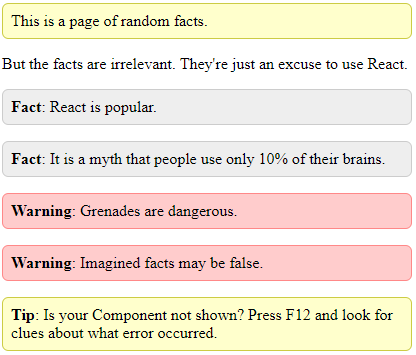 This is a page of random facts.
But the facts are irrelevant. They're just an excuse to use React.
Fact: React is popular.
Fact: It is a myth that people use only 10% of their brains.
Warning: Grenades are dangerous.
Warning: Imagined facts may be false.
Tip: Is your Component not shown? Press F12 and look for
clues about what error occurred.